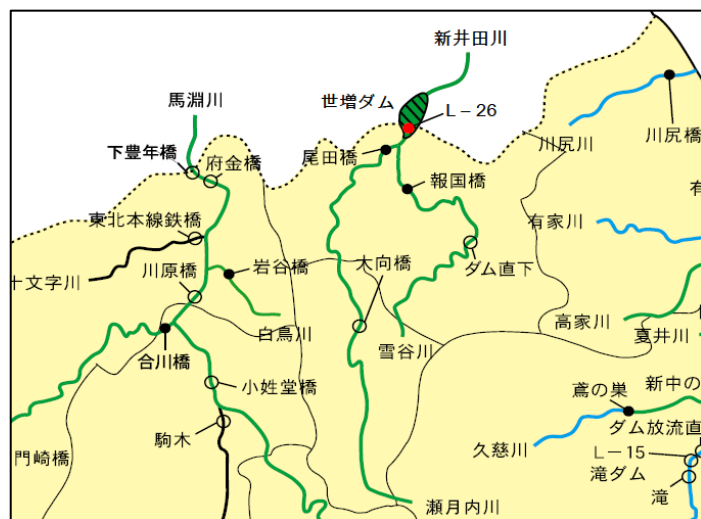 新井田川
馬淵川
世増ダム
L－26
川尻橋
川尻川
下豊年橋
府金橋
尾田橋
報国橋
有
東北本線鉄橋
有家川
十文字川
川原橋
岩谷橋
大向橋
ダム直下
白鳥川
高家川
夏井川
合川橋
雪谷川
小姓堂橋
鳶の巣
新中の
駒木
ダム放流直
門崎橋
久慈川
L－15
滝ダム
滝
瀬月内川